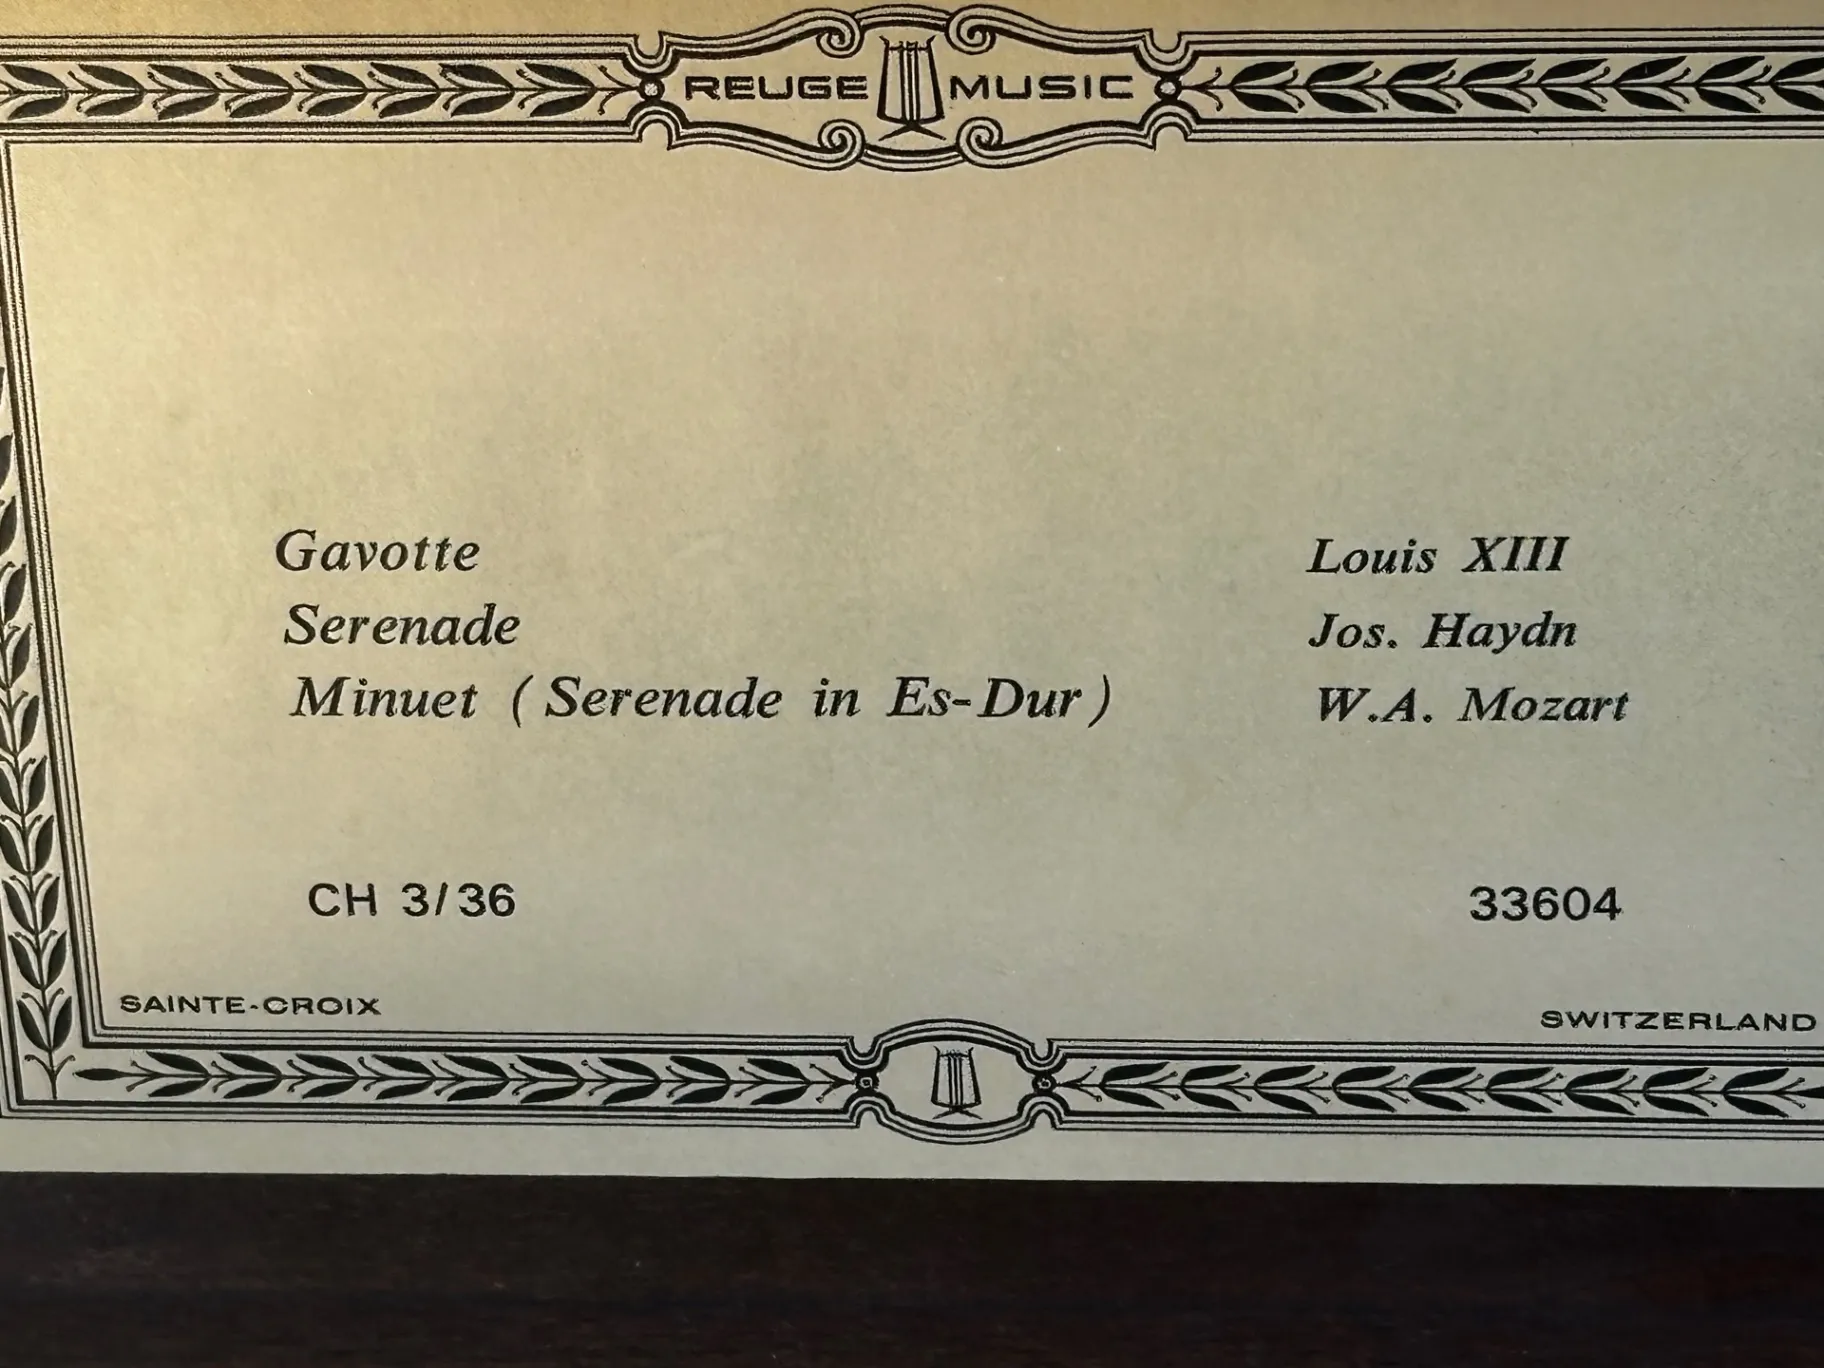 REUGE MUSIC
Gavotte Louis XIII
Serenade Jos. Haydn
Minuet (Serenade in Es-Dur) W.A. Mozart
CH 3/36 33604
SAINTE-CROIX SWITZERLAND